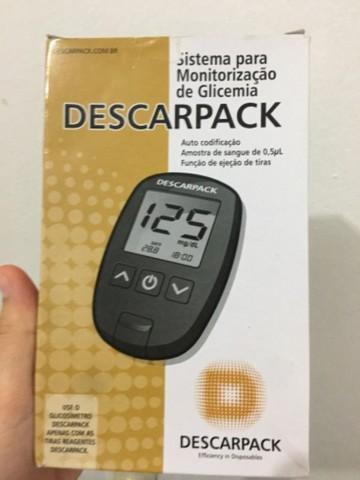 DESCARPACK.COM.BR
Sistema para
Monitorização
de Glicemia
DESCARPACK
Auto codificação
Amostra de sangue de 0,5µL
Função de ejeção de tiras
DESCARPACK
125
mg/dL
28.8 18:00
USE O
GLICOSÍMETRO
DESCARPACK
APENAS COM AS
TIRAS REAGENTES
DESCARPACK.
DESCARPACK
Efficiency in Disposables